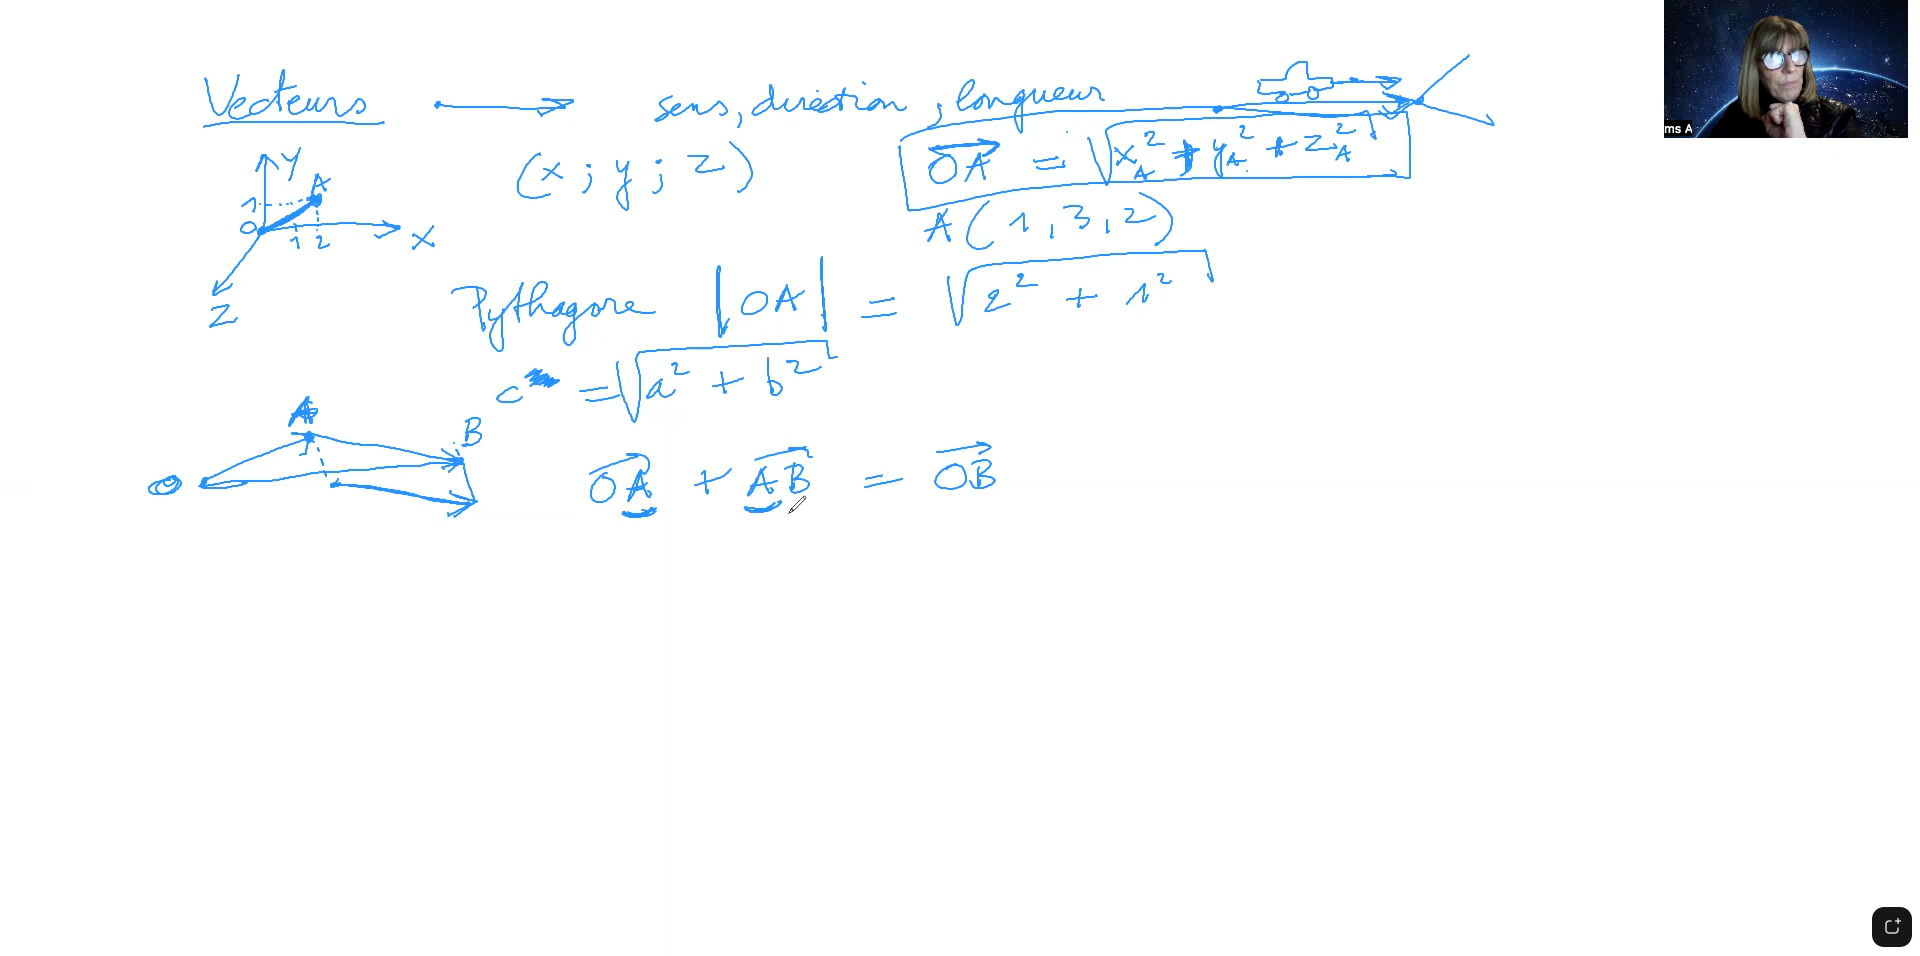 Vecteurs → sens, direction, longueur
(x ; y ; z)
OA = √x_A² + y_A² + z_A²
Y
A
1
0
1 2
X
Z
A (1, 3, 2)
Pythagore |OA| = √2² + 1²
c = √a² + b²
A
B
O
OA + AB = OB
ms A